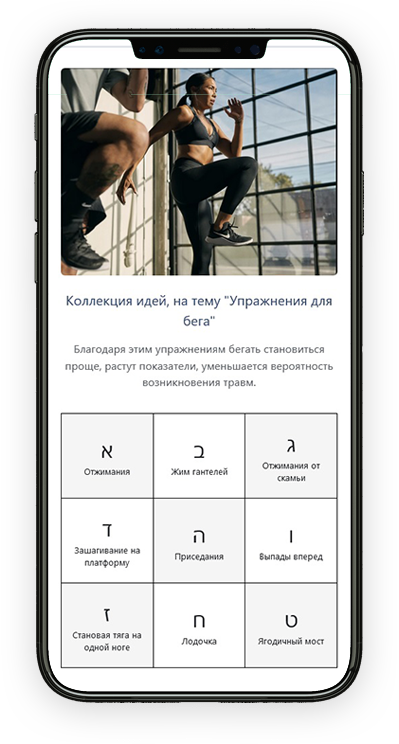 Коллекция идей, на тему "Упражнения для
бега"
Благодаря этим упражнениям бегать становиться
проще, растут показатели, уменьшается вероятность
возникновения травм.
א
Отжимания
ב
Жим гантелей
ג
Отжимания от
скамьи
ד
Зашагивание на
платформу
ה
Приседания
ו
Выпады вперед
ז
Становая тяга на
одной ноге
ח
Лодочка
ט
Ягодичный мост